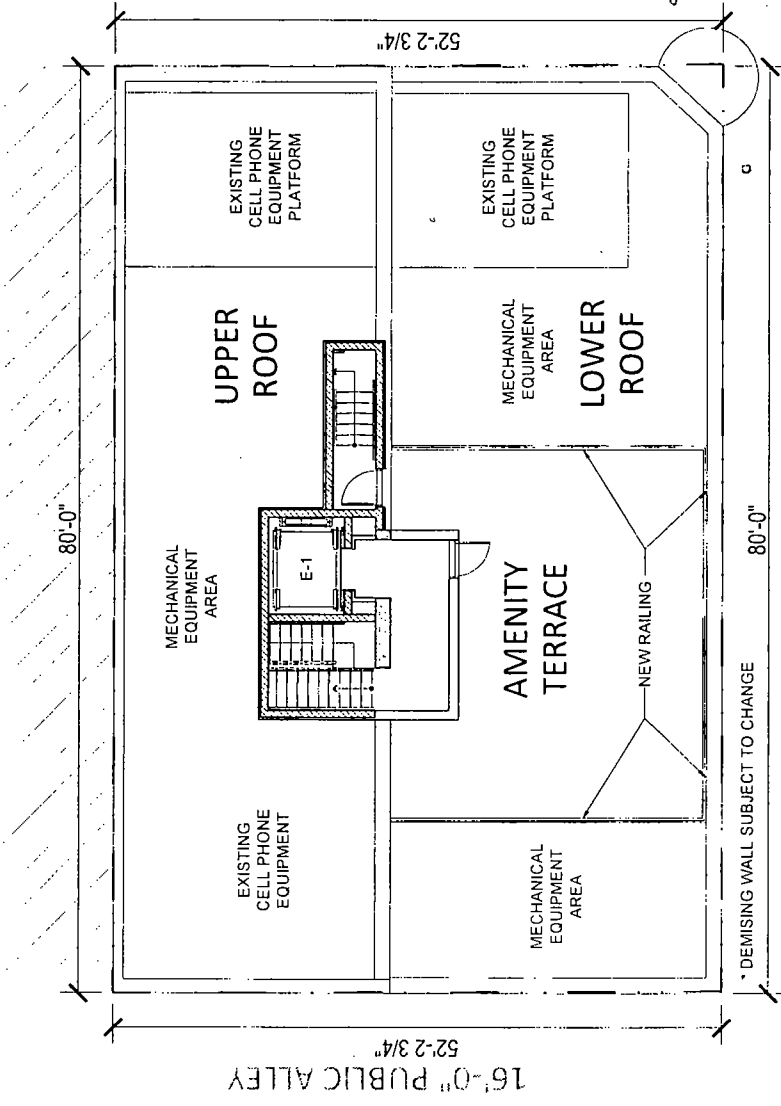 52'-2 3/4"
80'-0"
EXISTING
CELL PHONE
EQUIPMENT
PLATFORM
UPPER
ROOF
MECHANICAL
EQUIPMENT
AREA
E-1
EXISTING
CELL PHONE
EQUIPMENT
EXISTING
CELL PHONE
EQUIPMENT
PLATFORM
MECHANICAL
EQUIPMENT
AREA
LOWER
ROOF
AMENITY
TERRACE
NEW RAILING
MECHANICAL
EQUIPMENT
AREA
80'-0"
* DEMISING WALL SUBJECT TO CHANGE
52'-2 3/4"
16'-0" PUBLIC ALLEY